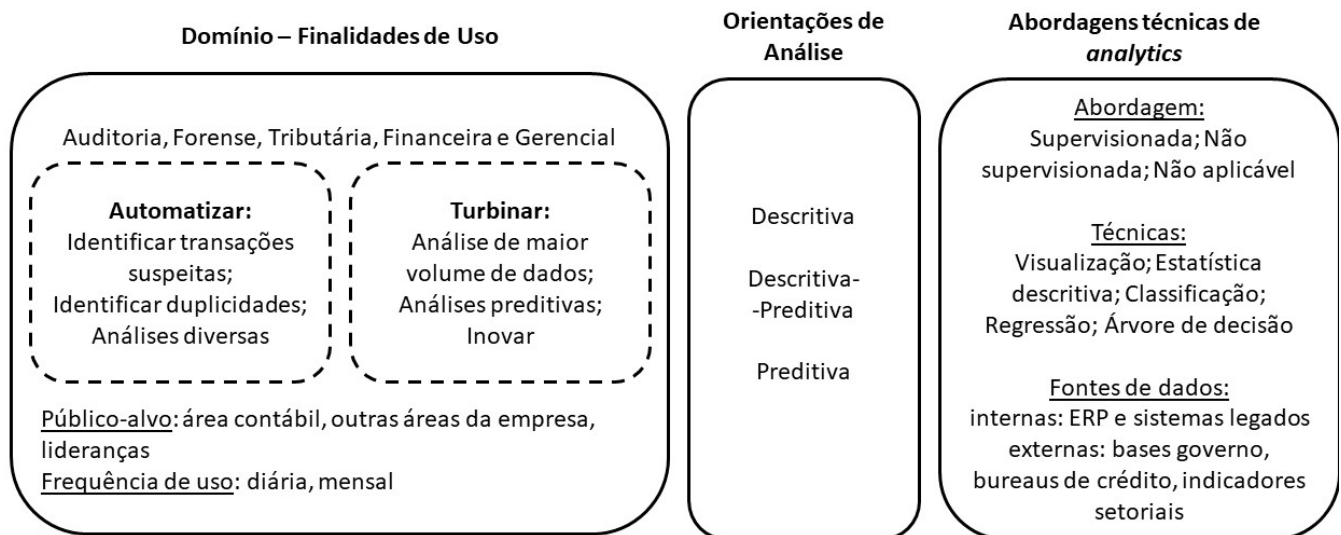 Domínio – Finalidades de Uso
Auditoria, Forense, Tributária, Financeira e Gerencial
Automatizar:
Identificar transações
suspeitas;
Identificar duplicidades;
Análises diversas
Turbinar:
Análise de maior
volume de dados;
Análises preditivas;
Inovar
Público-alvo: área contábil, outras áreas da empresa,
lideranças
Frequência de uso: diária, mensal
Orientações de
Análise
Descritiva
Descritiva-
-Preditiva
Preditiva
Abordagens técnicas de
analytics
Abordagem:
Supervisionada; Não
supervisionada; Não aplicável
Técnicas:
Visualização; Estatística
descritiva; Classificação;
Regressão; Árvore de decisão
Fontes de dados:
internas: ERP e sistemas legados
externas: bases governo,
bureaus de crédito, indicadores
setoriais